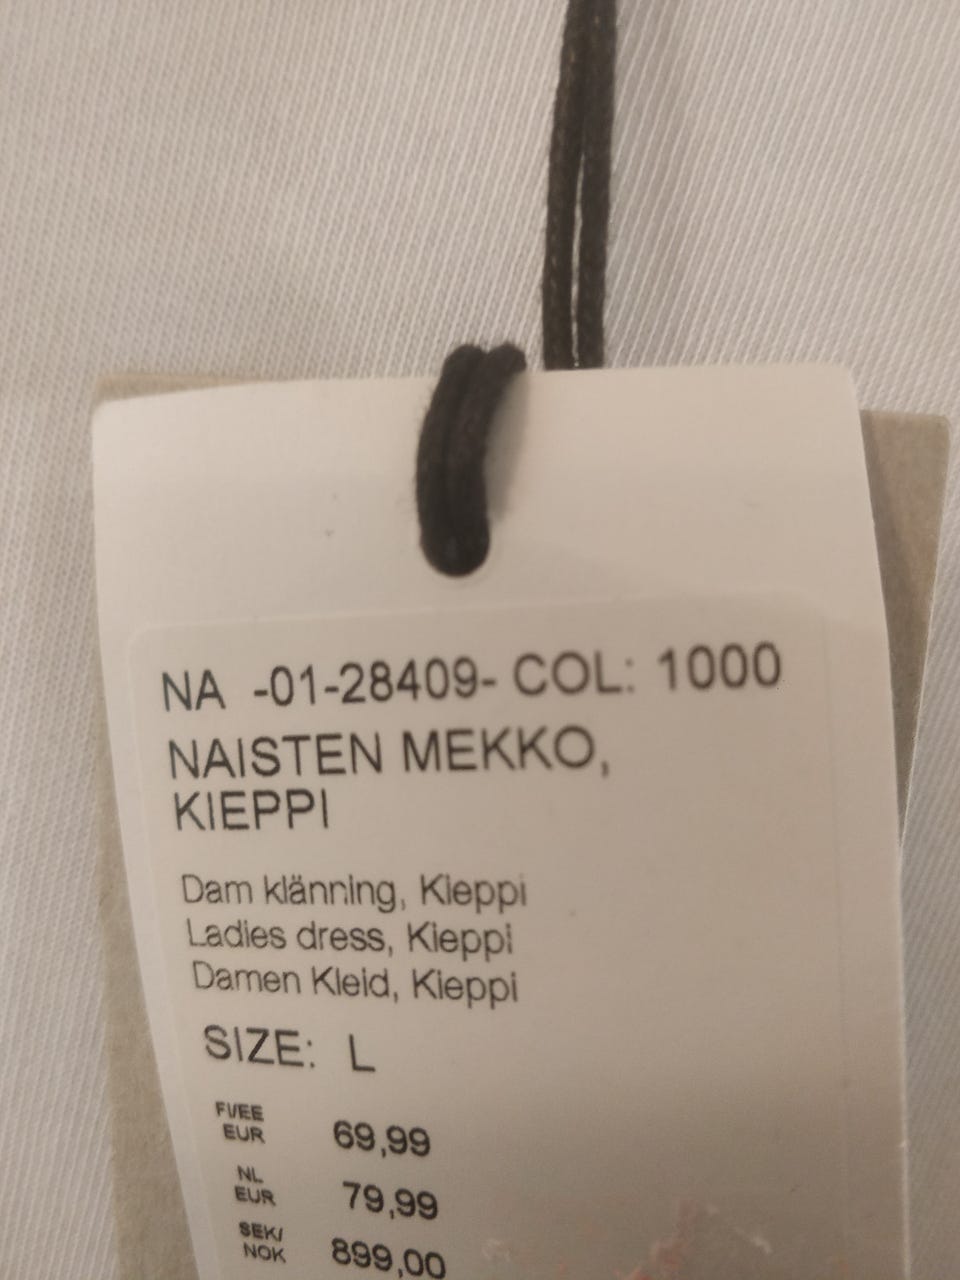 NA -01-28409- COL: 1000
NAISTEN MEKKO,
KIEPPI
Dam klänning, Kieppi
Ladies dress, Kieppi
Damen Kleid, Kieppi
SIZE: L
FI/EE
EUR 69,99
NL
EUR 79,99
SEK/
NOK 899,00